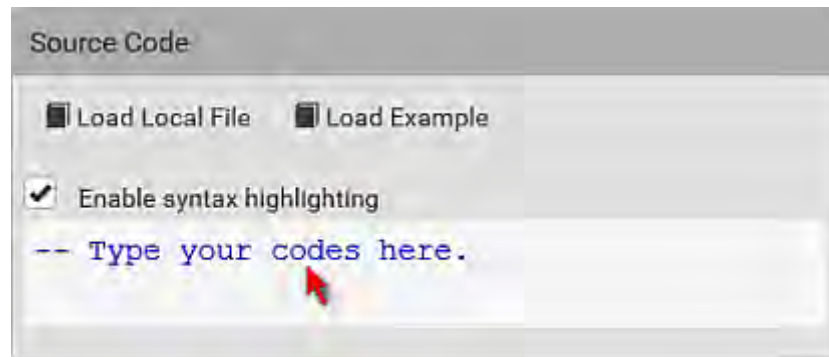 Source Code
Load Local File Load Example
Enable syntax highlighting
-- Type your codes here.